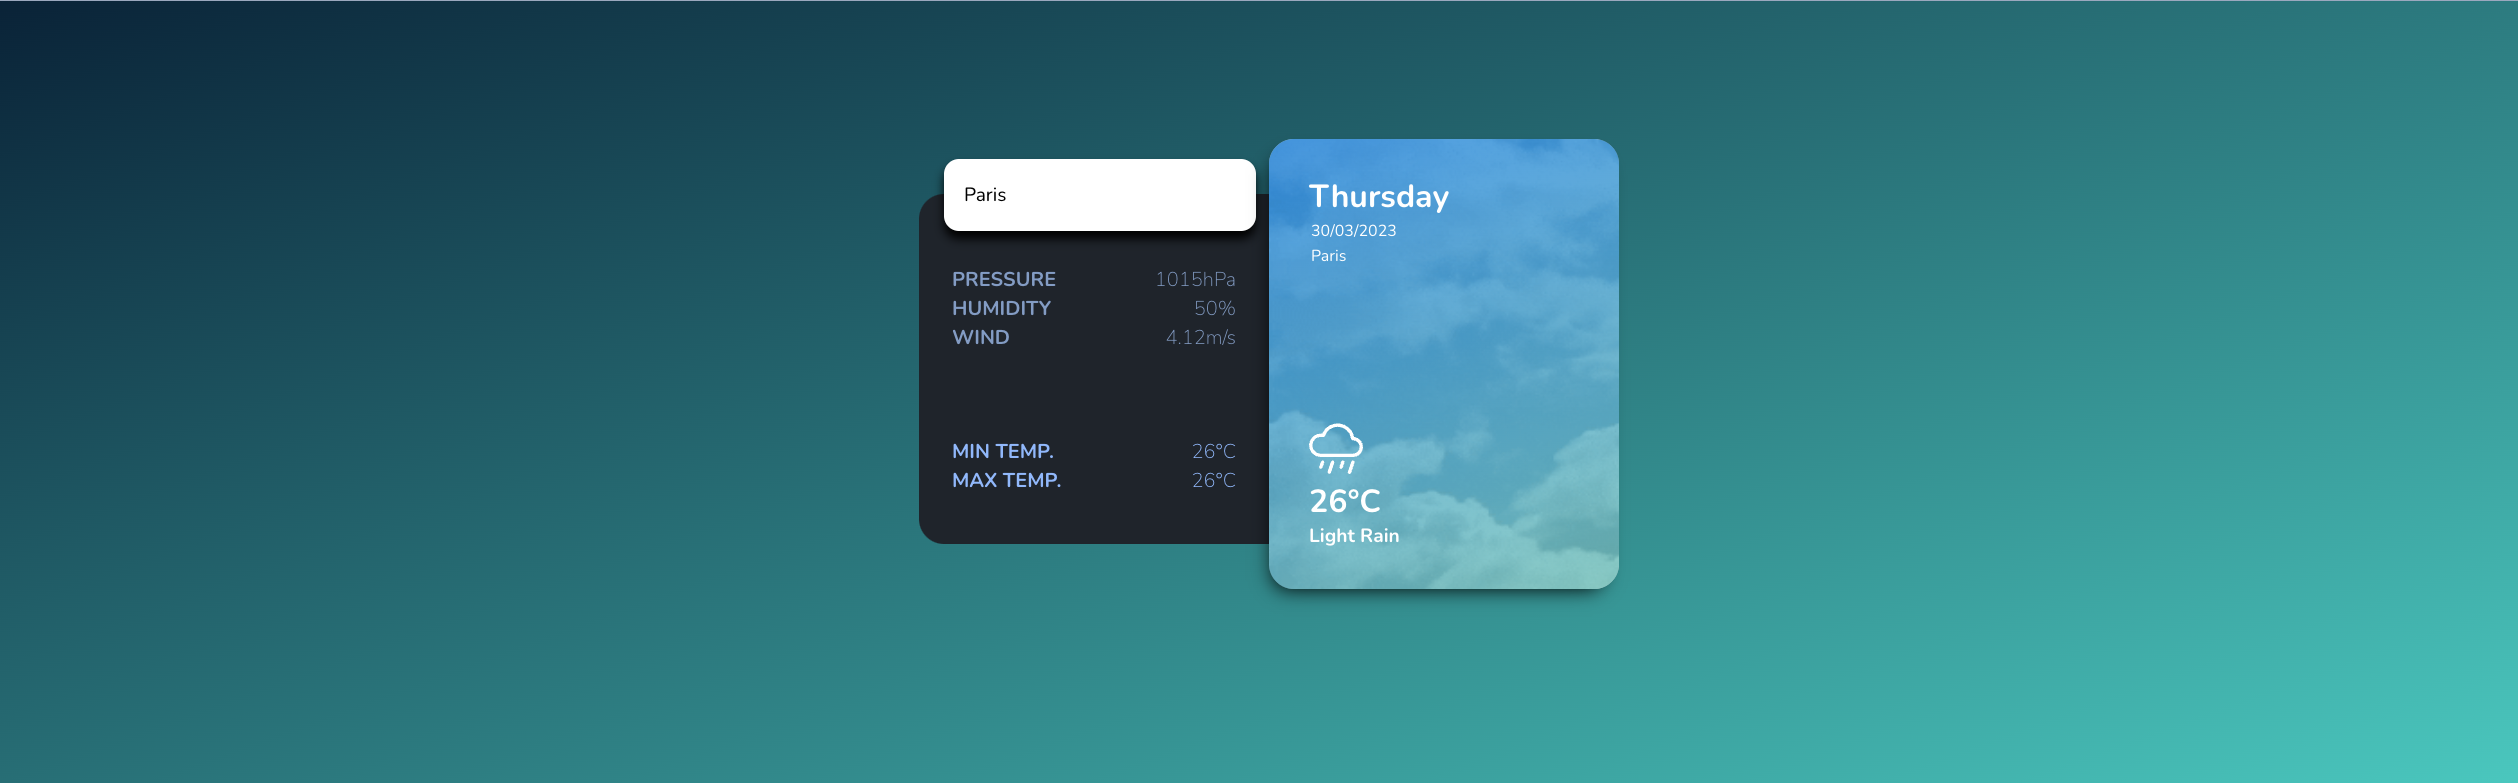 Paris
PRESSURE 1015hPa
HUMIDITY 50%
WIND 4.12m/s
MIN TEMP. 26°C
MAX TEMP. 26°C
Thursday
30/03/2023
Paris
26°C
Light Rain